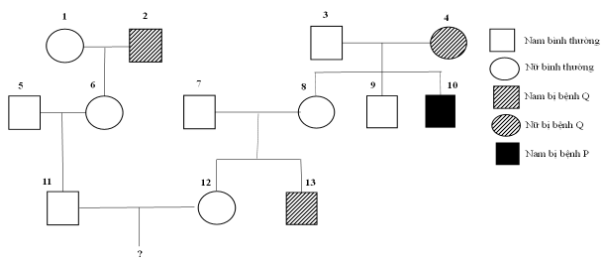 1
2
3
4
Nam bình thường
5
6
7
8
9
10
Nữ bình thường
Nam bị bệnh Q
Nữ bị bệnh Q
Nam bị bệnh P
11
12
13
?